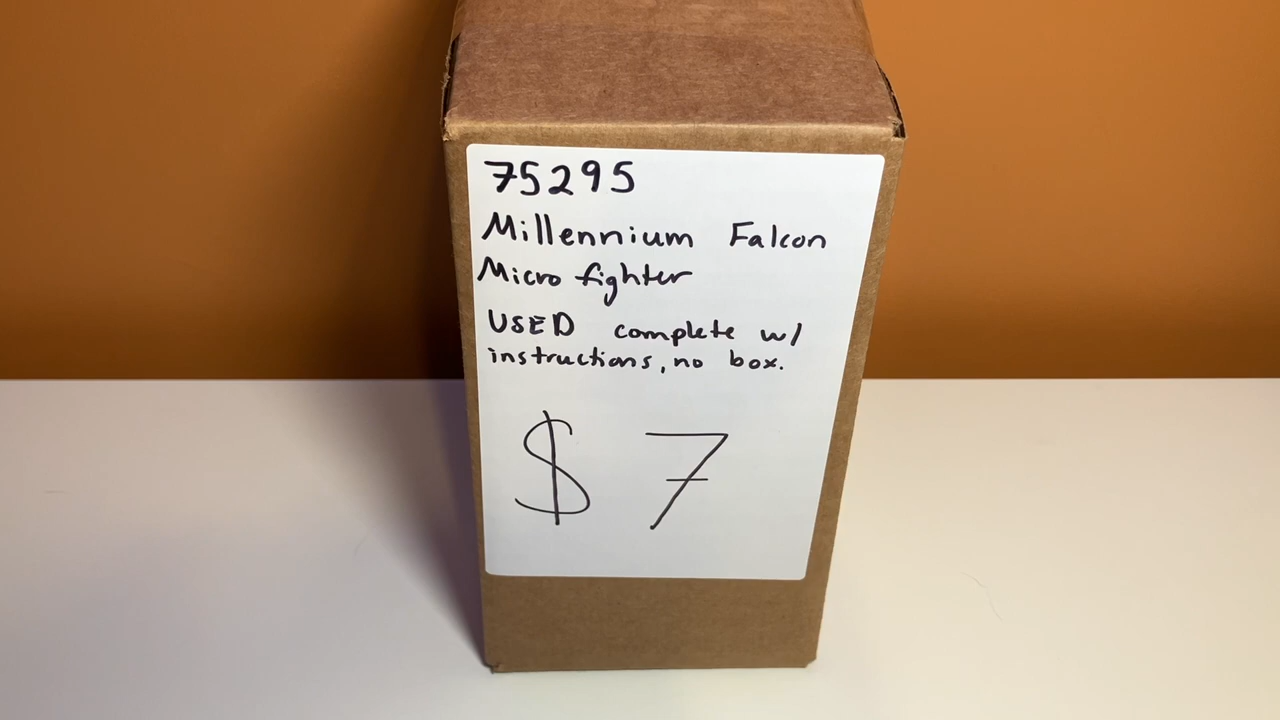 75295
Millennium Falcon
Micro fighter
USED complete w/
instructions, no box.
$ 7